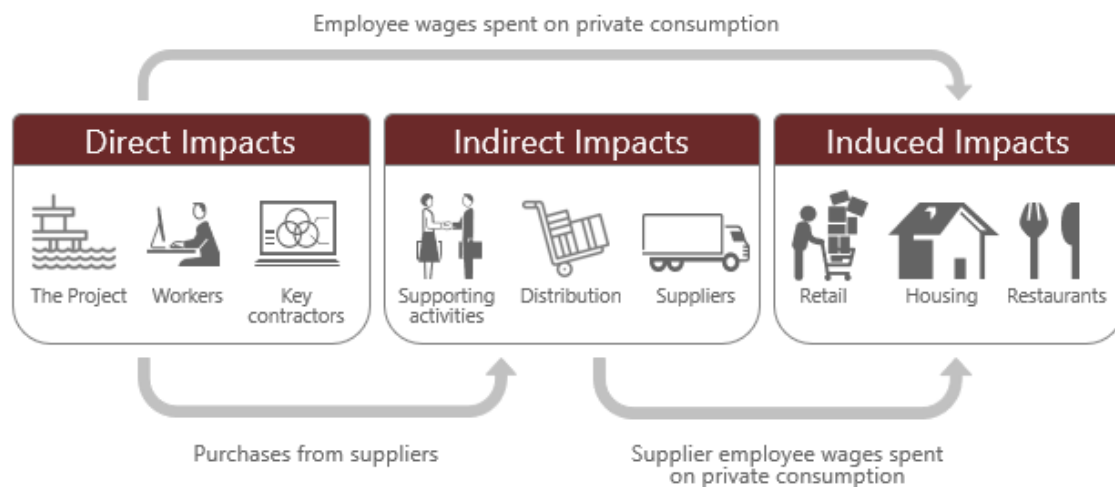 Employee wages spent on private consumption
Direct Impacts
Indirect Impacts
Induced Impacts
The Project
Workers
Key
contractors
Supporting
activities
Distribution
Suppliers
Retail
Housing
Restaurants
Purchases from suppliers
Supplier employee wages spent
on private consumption